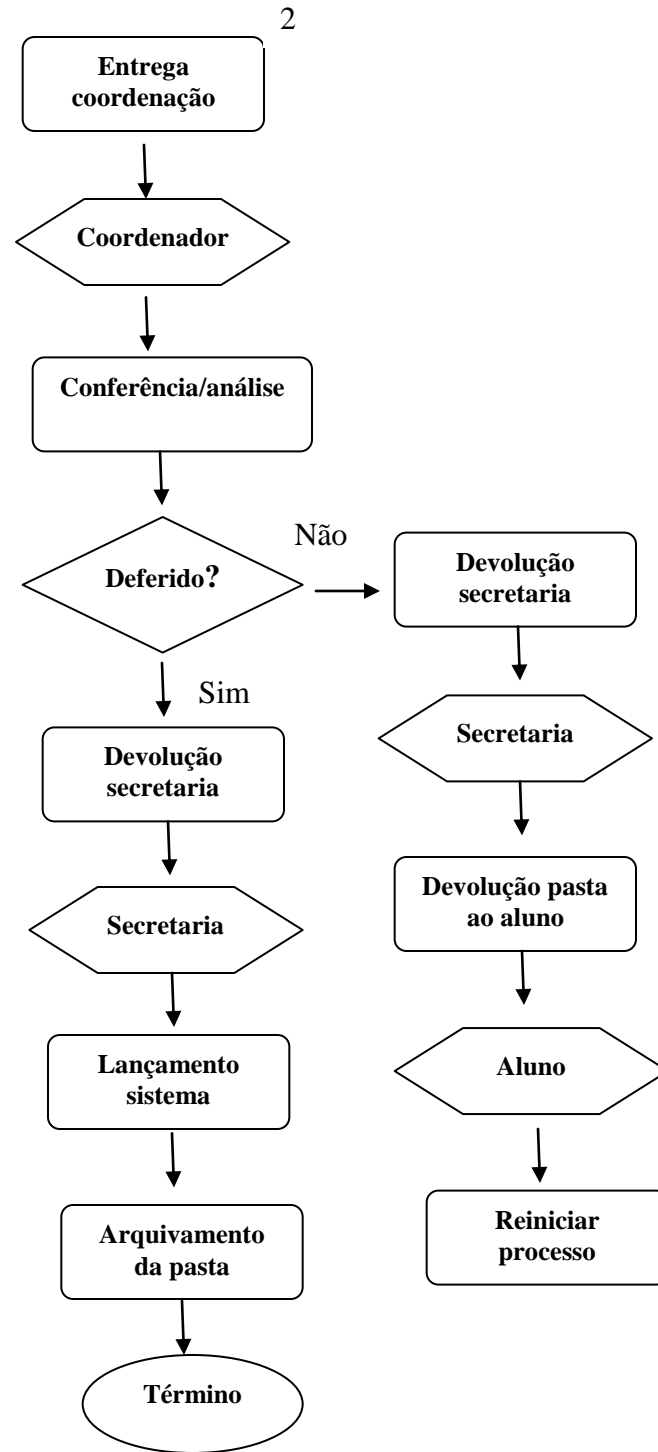 2
Entrega
coordenação
Coordenador
Conferência/análise
Deferido?
Não
Devolução
secretaria
Sim
Devolução
secretaria
Secretaria
Secretaria
Devolução pasta
ao aluno
Lançamento
sistema
Aluno
Arquivamento
da pasta
Reiniciar
processo
Término